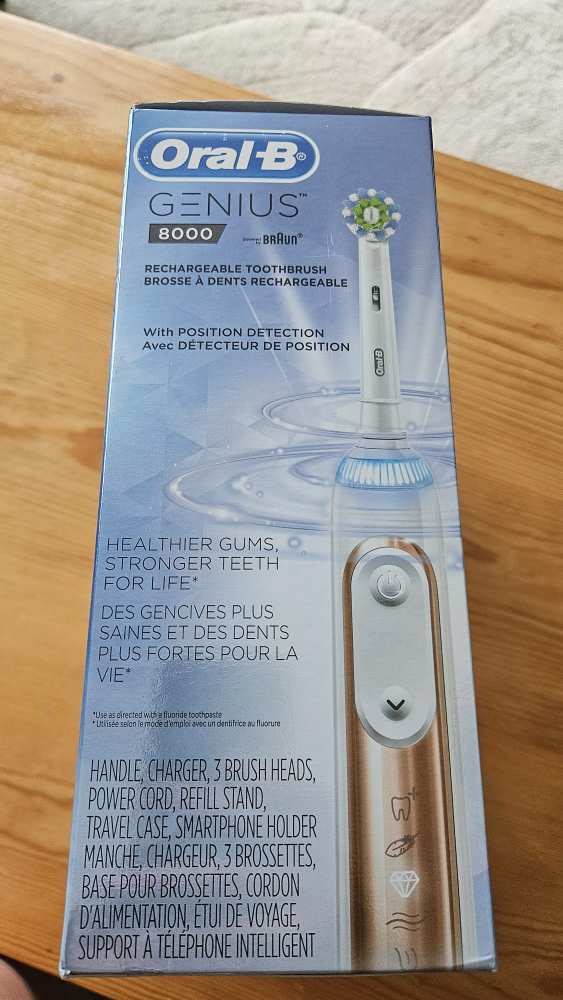 Oral-B®
GENIUS™
8000
powered by BRAUN®
RECHARGEABLE TOOTHBRUSH
BROSSE À DENTS RECHARGEABLE
With POSITION DETECTION
Avec DÉTECTEUR DE POSITION
Oral-B
HEALTHIER GUMS,
STRONGER TEETH
FOR LIFE*
DES GENCIVES PLUS
SAINES ET DES DENTS
PLUS FORTES POUR LA
VIE*
*Use as directed with a fluoride toothpaste
*Utilisée selon le mode d'emploi avec un dentifrice au fluorure
HANDLE, CHARGER, 3 BRUSH HEADS,
POWER CORD, REFILL STAND,
TRAVEL CASE, SMARTPHONE HOLDER
MANCHE, CHARGEUR, 3 BROSSETTES,
BASE POUR BROSSETTES, CORDON
D'ALIMENTATION, ÉTUI DE VOYAGE,
SUPPORT À TÉLÉPHONE INTELLIGENT